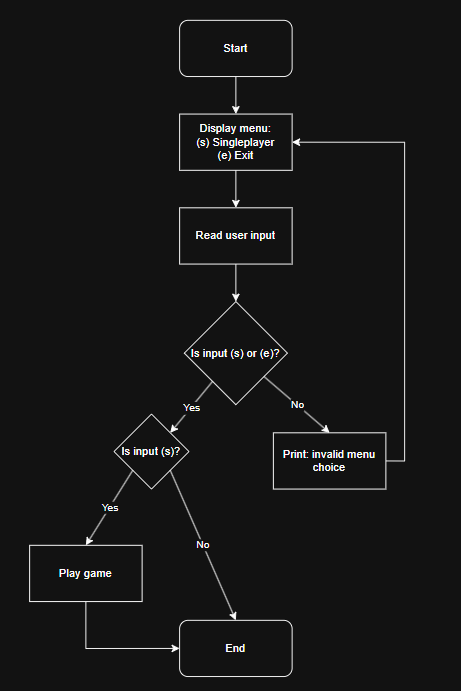 Start
Display menu:
(s) Singleplayer
(e) Exit
Read user input
Is input (s) or (e)?
Yes
No
Is input (s)?
Print: invalid menu
choice
Yes
No
Play game
End